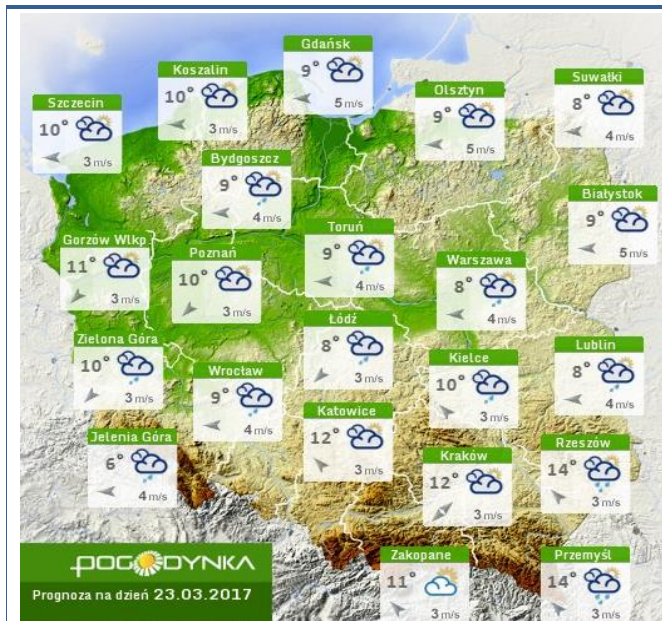 Gdańsk
9°
5 m/s
Koszalin
10°
3 m/s
Suwałki
8°
4 m/s
Olsztyn
9°
5 m/s
Szczecin
10°
3 m/s
Bydgoszcz
9°
4 m/s
Białystok
9°
5 m/s
Toruń
9°
4 m/s
Gorzów Wlkp
11°
3 m/s
Poznań
10°
3 m/s
Warszawa
8°
4 m/s
Łódź
8°
3 m/s
Zielona Góra
10°
3 m/s
Lublin
8°
4 m/s
Kielce
10°
3 m/s
Wrocław
9°
4 m/s
Katowice
12°
3 m/s
Jelenia Góra
6°
4 m/s
Rzeszów
14°
3 m/s
Kraków
12°
3 m/s
Zakopane
11°
3 m/s
Przemyśl
14°
3 m/s
POGODYNKA
Prognoza na dzień 23.03.2017